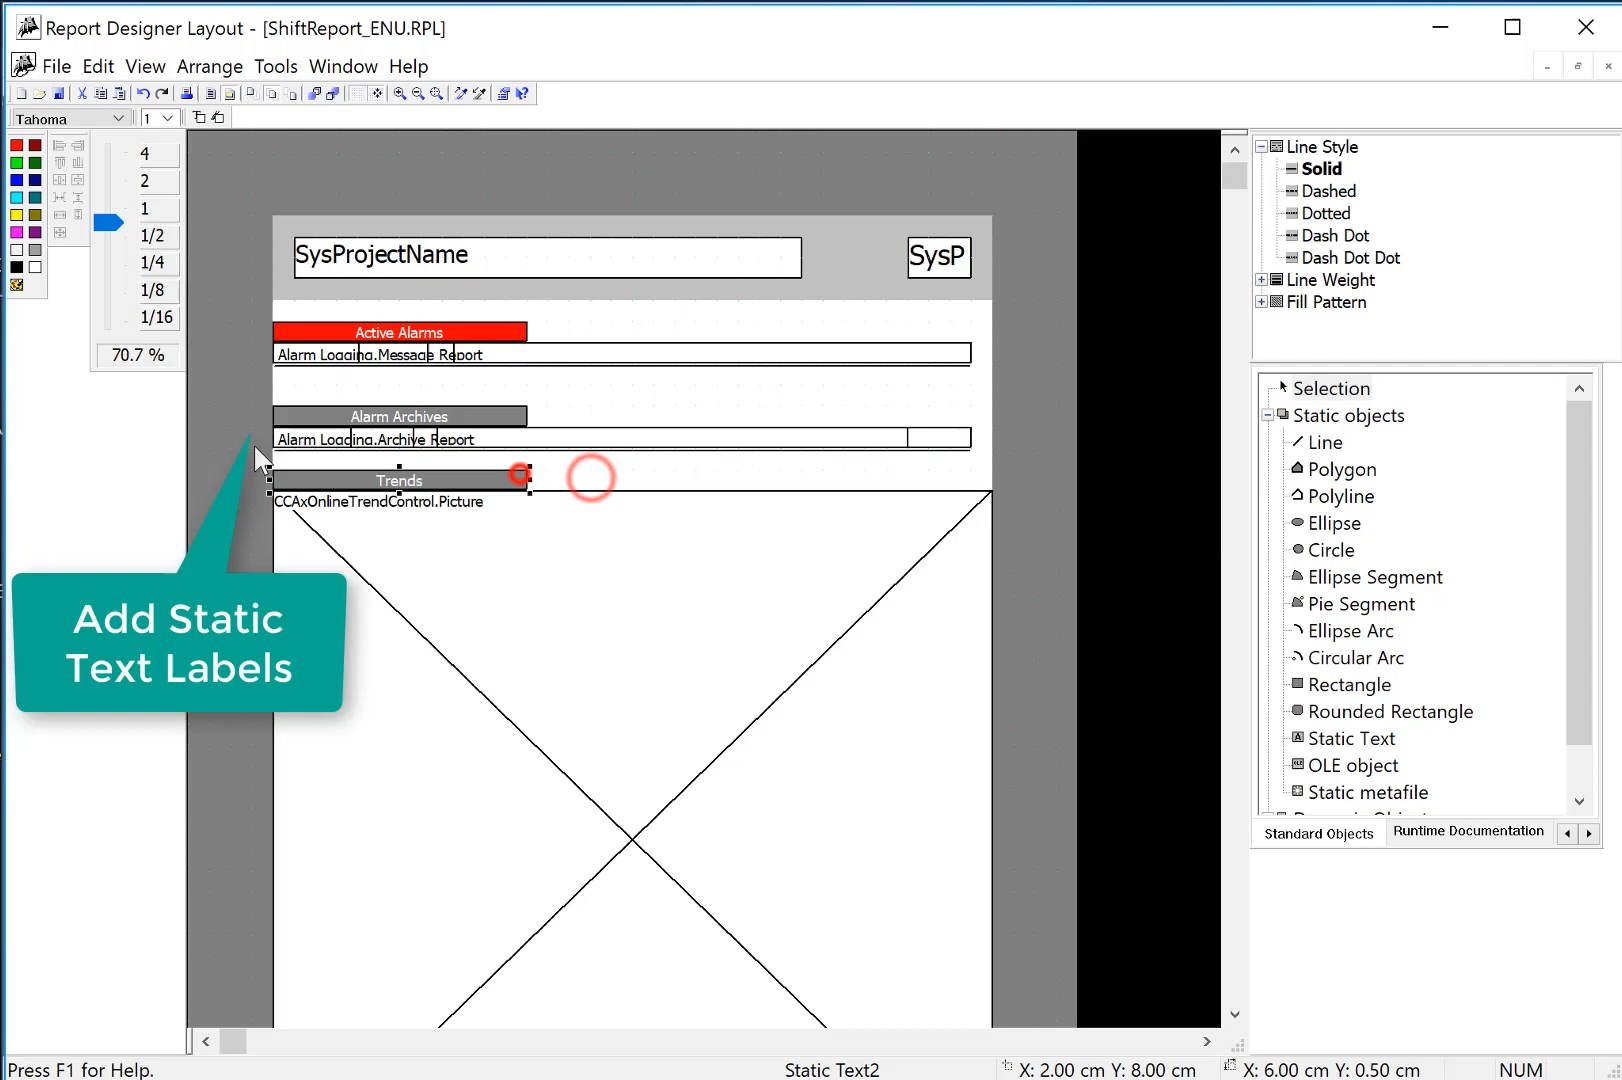 Report Designer Layout - [ShiftReport_ENU.RPL]
File Edit View Arrange Tools Window Help
Tahoma 1
4
2
1
1/2
1/4
1/8
1/16
70.7 %
SysProjectName
SysP
Active Alarms
Alarm Logging.Message Report
Alarm Archives
Alarm Logging.Archive Report
Trends
CCAxOnlineTrendControl.Picture
Add Static
Text Labels
Line Style
Solid
Dashed
Dotted
Dash Dot
Dash Dot Dot
Line Weight
Fill Pattern
Selection
Static objects
Line
Polygon
Polyline
Ellipse
Circle
Ellipse Segment
Pie Segment
Ellipse Arc
Circular Arc
Rectangle
Rounded Rectangle
Static Text
OLE object
Static metafile
Standard Objects Runtime Documentation
Press F1 for Help. Static Text2 X: 2.00 cm Y: 8.00 cm X: 6.00 cm Y: 0.50 cm NUM